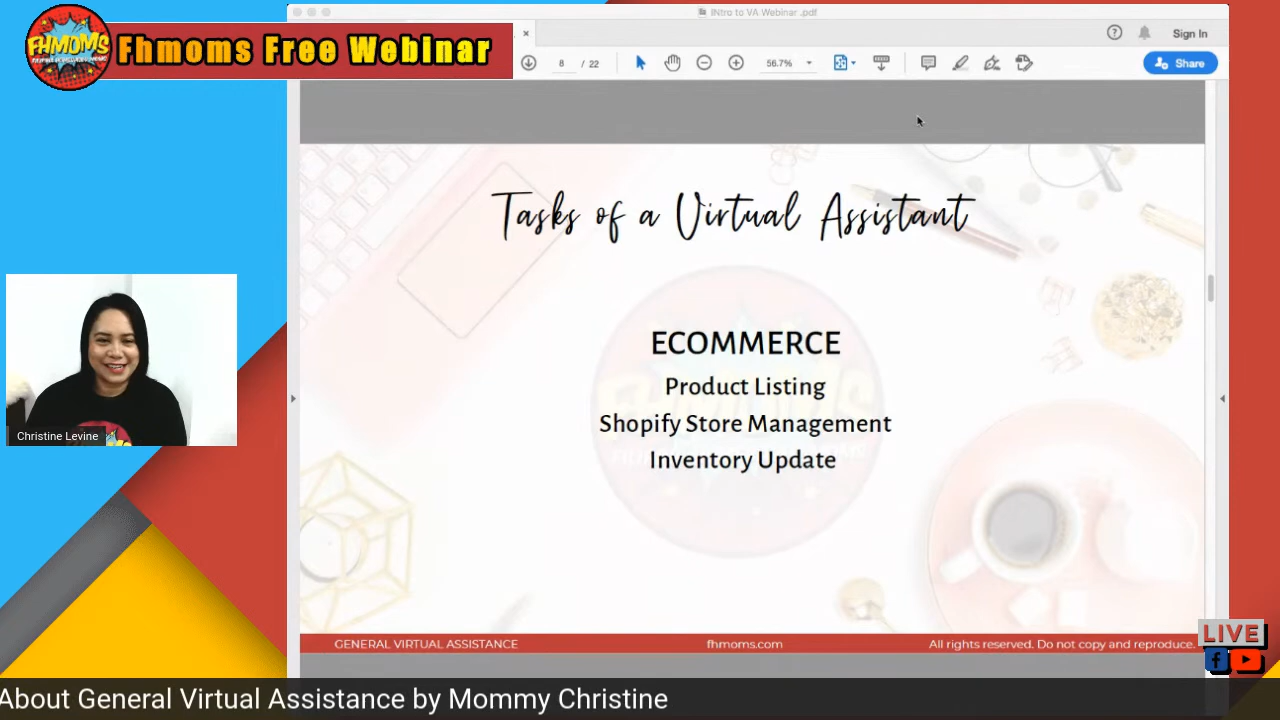 FHMOMS
Fhmoms Free Webinar
INtro to VA Webinar .pdf
Sign In
8 / 22
56.7%
Share
Tasks of a Virtual Assistant
ECOMMERCE
Product Listing
Shopify Store Management
Inventory Update
Christine Levine
GENERAL VIRTUAL ASSISTANCE
fhmoms.com
All rights reserved. Do not copy and reproduce.
LIVE
About General Virtual Assistance by Mommy Christine